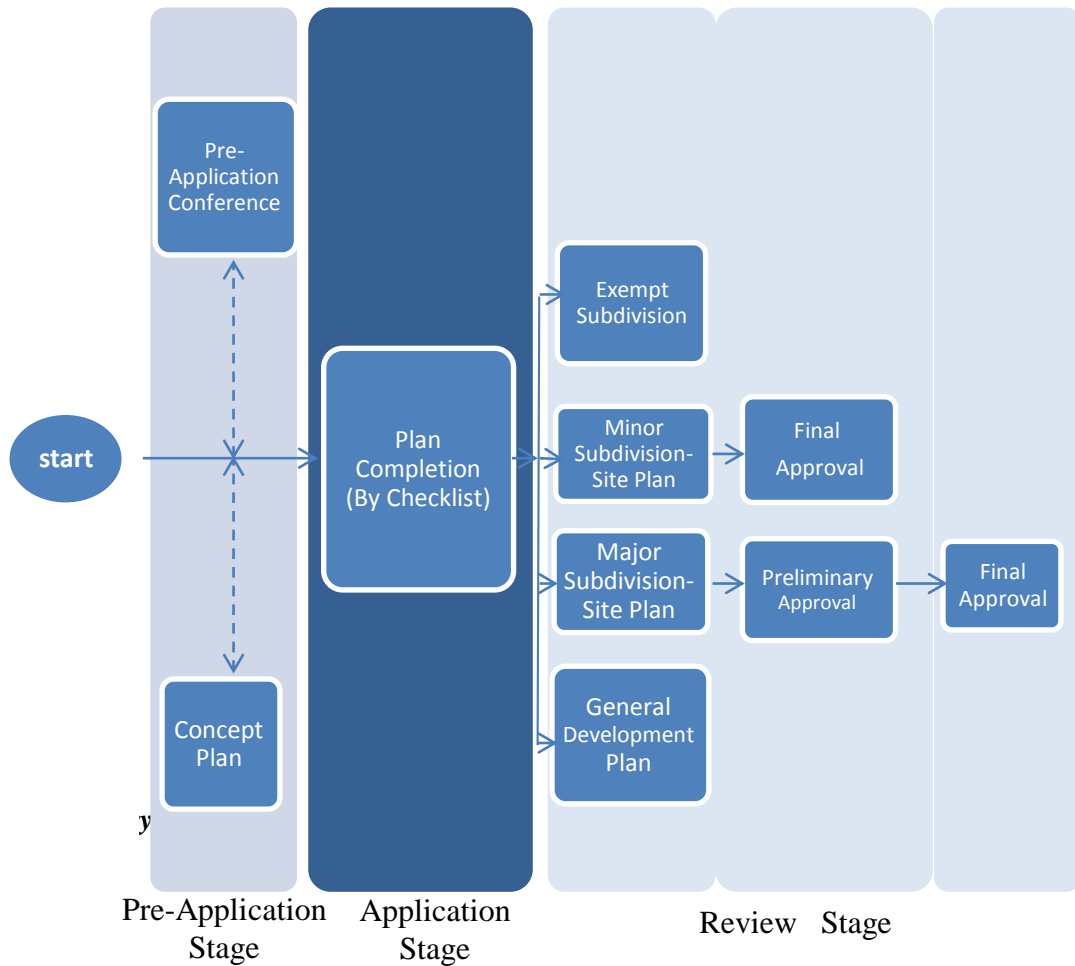 Pre-
Application
Conference
Exempt
Subdivision
start
Plan
Completion
(By Checklist)
Minor
Subdivision-
Site Plan
Final
Approval
Major
Subdivision-
Site Plan
Preliminary
Approval
Final
Approval
Concept
Plan
General
Development
Plan
y
Pre-Application
Stage
Application
Stage
Review Stage